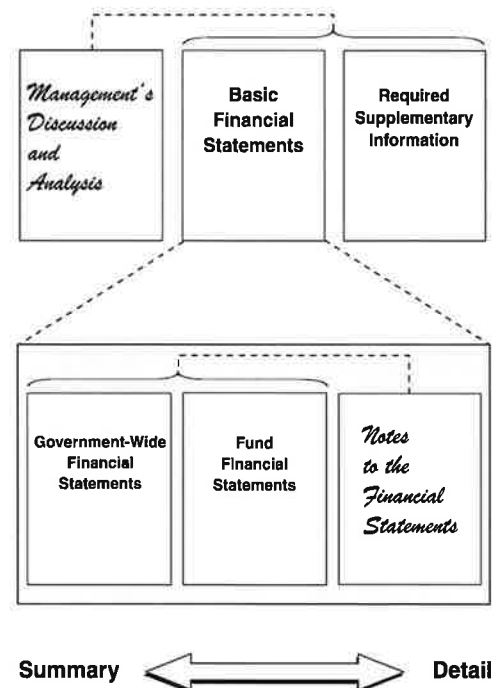 Management's
Discussion
and
Analysis
Basic
Financial
Statements
Required
Supplementary
Information
Government-Wide
Financial
Statements
Fund
Financial
Statements
Notes
to the
Financial
Statements
Summary
Detail